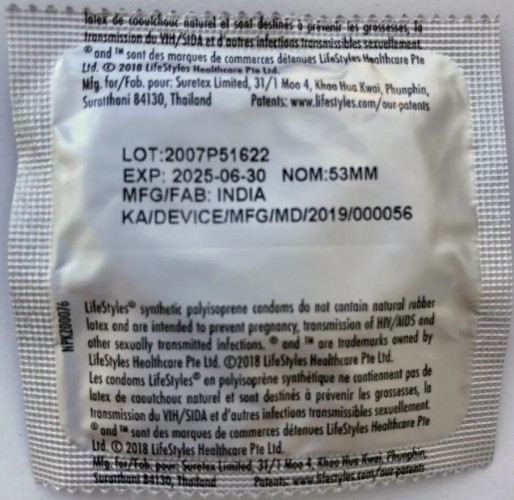 latex de caoutchouc naturel et sont destinés à prévenir les grossesses, la
transmission du VIH/SIDA et d'autres infections transmissibles sexuellement.
® and ™ sont des marques de commerces détenues LifeStyles Healthcare Pte
Ltd. © 2018 LifeStyles Healthcare Pte Ltd.
Mfg. for/Fab. pour: Suretex Limited, 31/1 Moo 4, Khao Hua Kwai, Phunphin,
Suratthani 84130, Thailand Patents: www.lifestyles.com/our-patents
LOT:2007P51622
EXP: 2025-06-30 NOM:53MM
MFG/FAB: INDIA
KA/DEVICE/MFG/MD/2019/000056
NPKZ00076
LifeStyles® synthetic polyisoprene condoms do not contain natural rubber
latex and are intended to prevent pregnancy, transmission of HIV/AIDS and
other sexually transmitted infections. ® and ™ are trademarks owned by
LifeStyles Healthcare Pte Ltd. ©2018 LifeStyles Healthcare Pte Ltd.
Les condoms LifeStyles® en polyisoprène synthétique ne contiennent pas de
latex de caoutchouc naturel et sont destinés à prévenir les grossesses, la
transmission du VIH/SIDA et d'autres infections transmissibles sexuellement.
® and ™ sont des marques de commerces détenues LifeStyles Healthcare Pte
Ltd. © 2018 LifeStyles Healthcare Pte Ltd.
Mfg. for/Fab. pour: Suretex Limited, 31/1 Moo 4, Khao Hua Kwai, Phunphin,
Suratthani 84130, Thailand Patents: www.lifestyles.com/our-patents